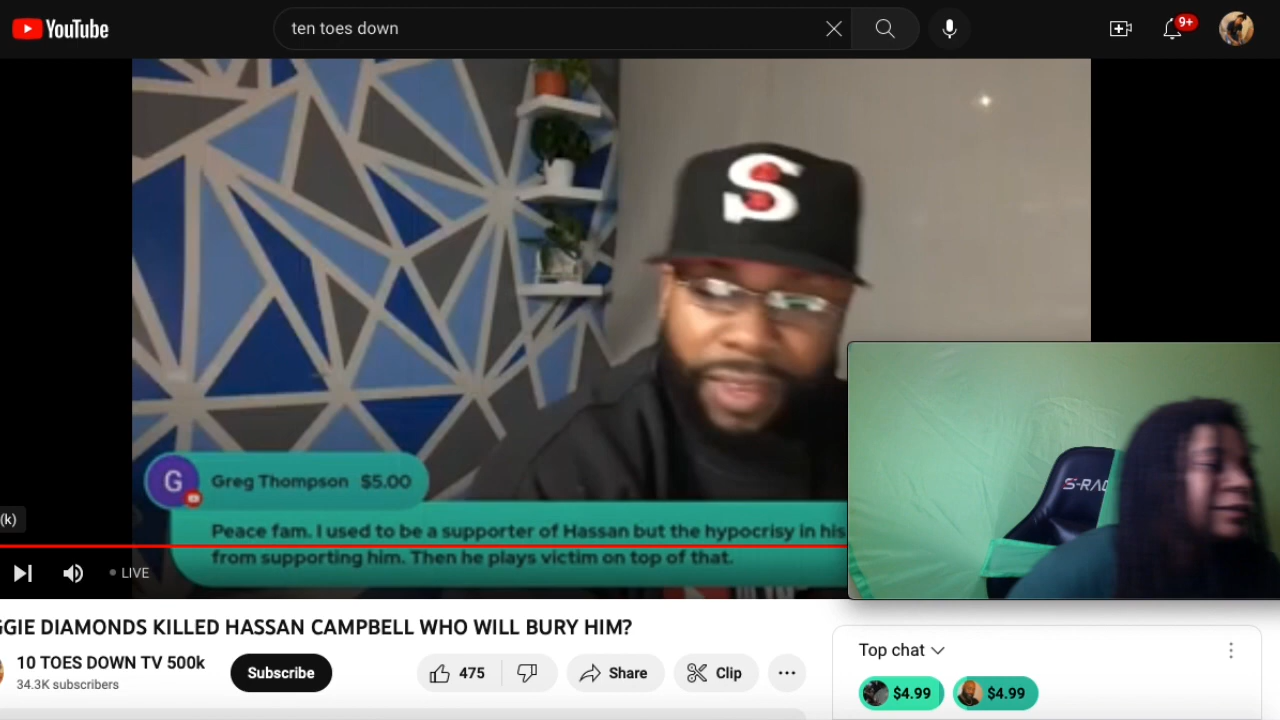 YouTube
ten toes down
9+
S
S-RAC
G
Greg Thompson $5.00
Peace fam. I used to be a supporter of Hassan but the hypocrisy in his
from supporting him. Then he plays victim on top of that.
(k)
LIVE
GGIE DIAMONDS KILLED HASSAN CAMPBELL WHO WILL BURY HIM?
10 TOES DOWN TV 500k
34.3K subscribers
Subscribe
475
Share
Clip
Top chat
$4.99
$4.99